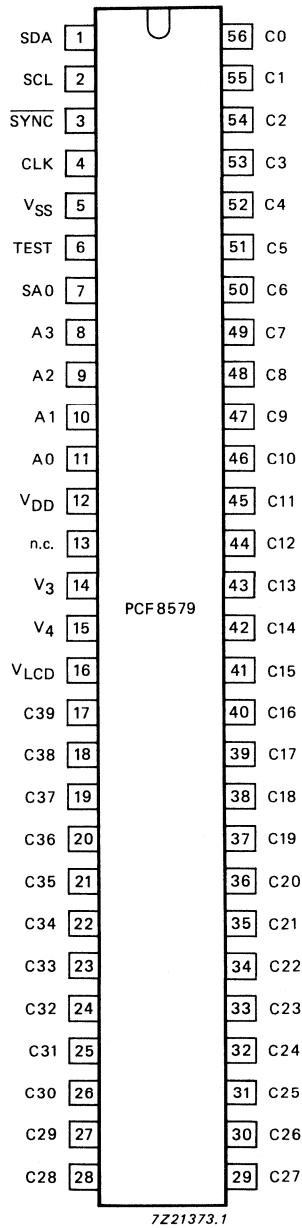 SDA 1 56 C0
SCL 2 55 C1
SYNC 3 54 C2
CLK 4 53 C3
VSS 5 52 C4
TEST 6 51 C5
SA0 7 50 C6
A3 8 49 C7
A2 9 48 C8
A1 10 47 C9
A0 11 46 C10
VDD 12 45 C11
n.c. 13 44 C12
V3 14 43 C13
V4 15 42 C14
PCF8579
VLCD 16 41 C15
C39 17 40 C16
C38 18 39 C17
C37 19 38 C18
C36 20 37 C19
C35 21 36 C20
C34 22 35 C21
C33 23 34 C22
C32 24 33 C23
C31 25 32 C24
C30 26 31 C25
C29 27 30 C26
C28 28 29 C27
7Z21373.1